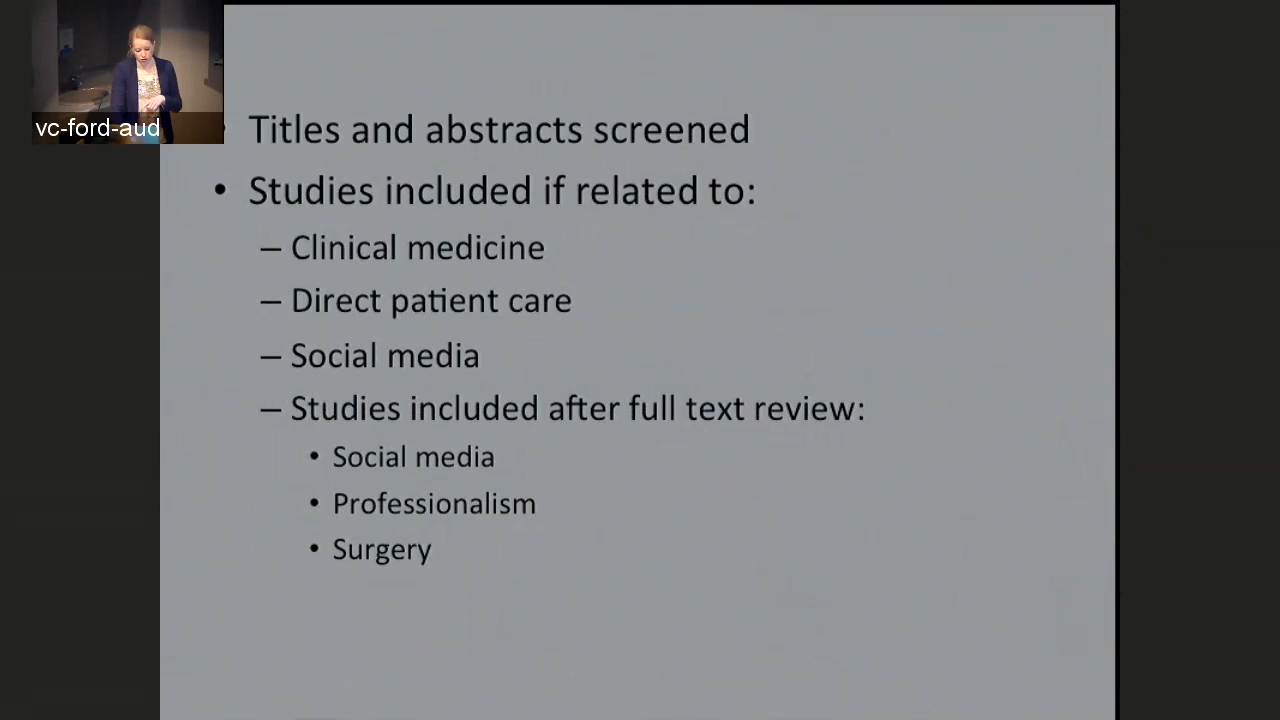 vc-ford-aud
• Titles and abstracts screened
• Studies included if related to:
– Clinical medicine
– Direct patient care
– Social media
– Studies included after full text review:
• Social media
• Professionalism
• Surgery